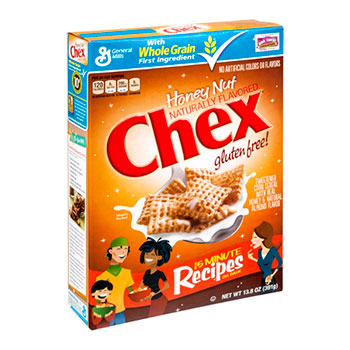 General
Mills
With
Whole Grain
First Ingredient
NO ARTIFICIAL COLORS OR FLAVORS
Honey Nut
NATURALLY FLAVORED
Chex
gluten free!
SWEETENED
CORN CEREAL
WITH REAL
HONEY & NATURAL
ALMOND FLAVOR
15 MINUTE
Recipes
NET WT 13.8 OZ (391g)